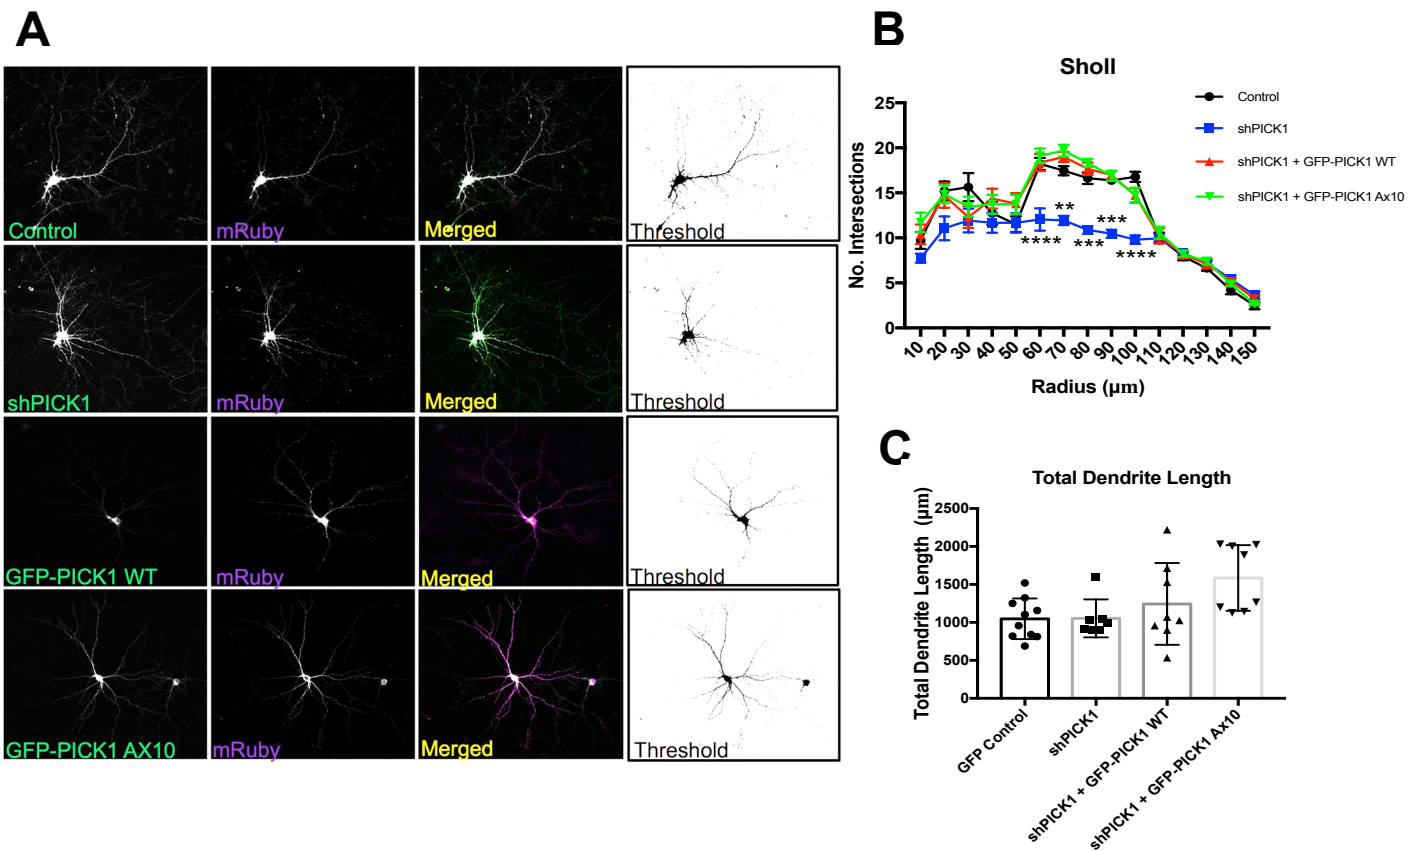 A
Control
mRuby
Merged
Threshold
shPICK1
mRuby
Merged
Threshold
GFP-PICK1 WT
mRuby
Merged
Threshold
GFP-PICK1 AX10
mRuby
Merged
Threshold
B
Sholl
No. Intersections
25
20
15
10
5
0
** 
***
****
***
****
10 20 30 40 50 60 70 80 90 100 110 120 130 140 150
Radius (μm)
Control
shPICK1
shPICK1 + GFP-PICK1 WT
shPICK1 + GFP-PICK1 Ax10
C
Total Dendrite Length
Total Dendrite Length (μm)
2500
2000
1500
1000
500
0
GFP Control
shPICK1
shPICK1 + GFP-PICK1 WT
shPICK1 + GFP-PICK1 Ax10